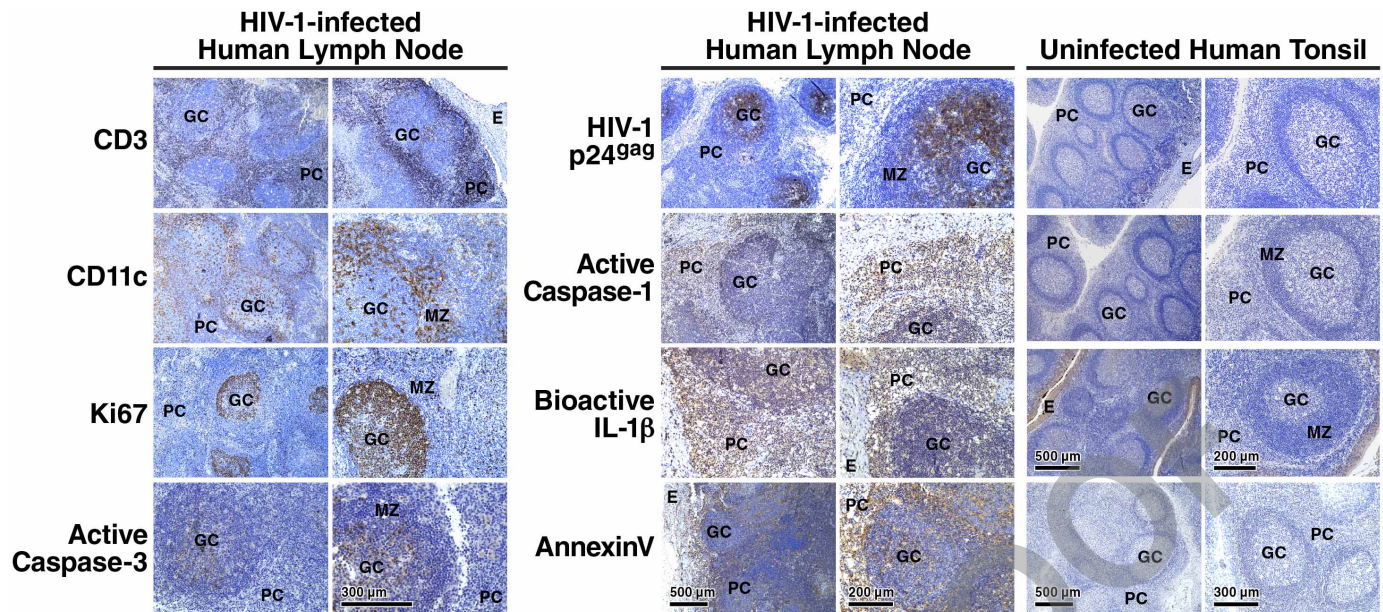 HIV-1-infected
Human Lymph Node
CD3
GC
PC
GC
E
PC
CD11c
GC
PC
GC
MZ
Ki67
PC
GC
MZ
GC
Active
Caspase-3
GC
PC
MZ
GC
PC
300 µm
HIV-1-infected
Human Lymph Node
Uninfected Human Tonsil
HIV-1
p24gag
GC
PC
PC
MZ
GC
PC
GC
E
GC
PC
Active
Caspase-1
PC
GC
PC
GC
PC
GC
MZ
GC
PC
Bioactive
IL-1β
GC
PC
PC
GC
E
GC
E
500 µm
GC
PC
MZ
200 µm
AnnexinV
E
GC
PC
500 µm
PC
GC
200 µm
GC
500 µm
PC
PC
GC
300 µm